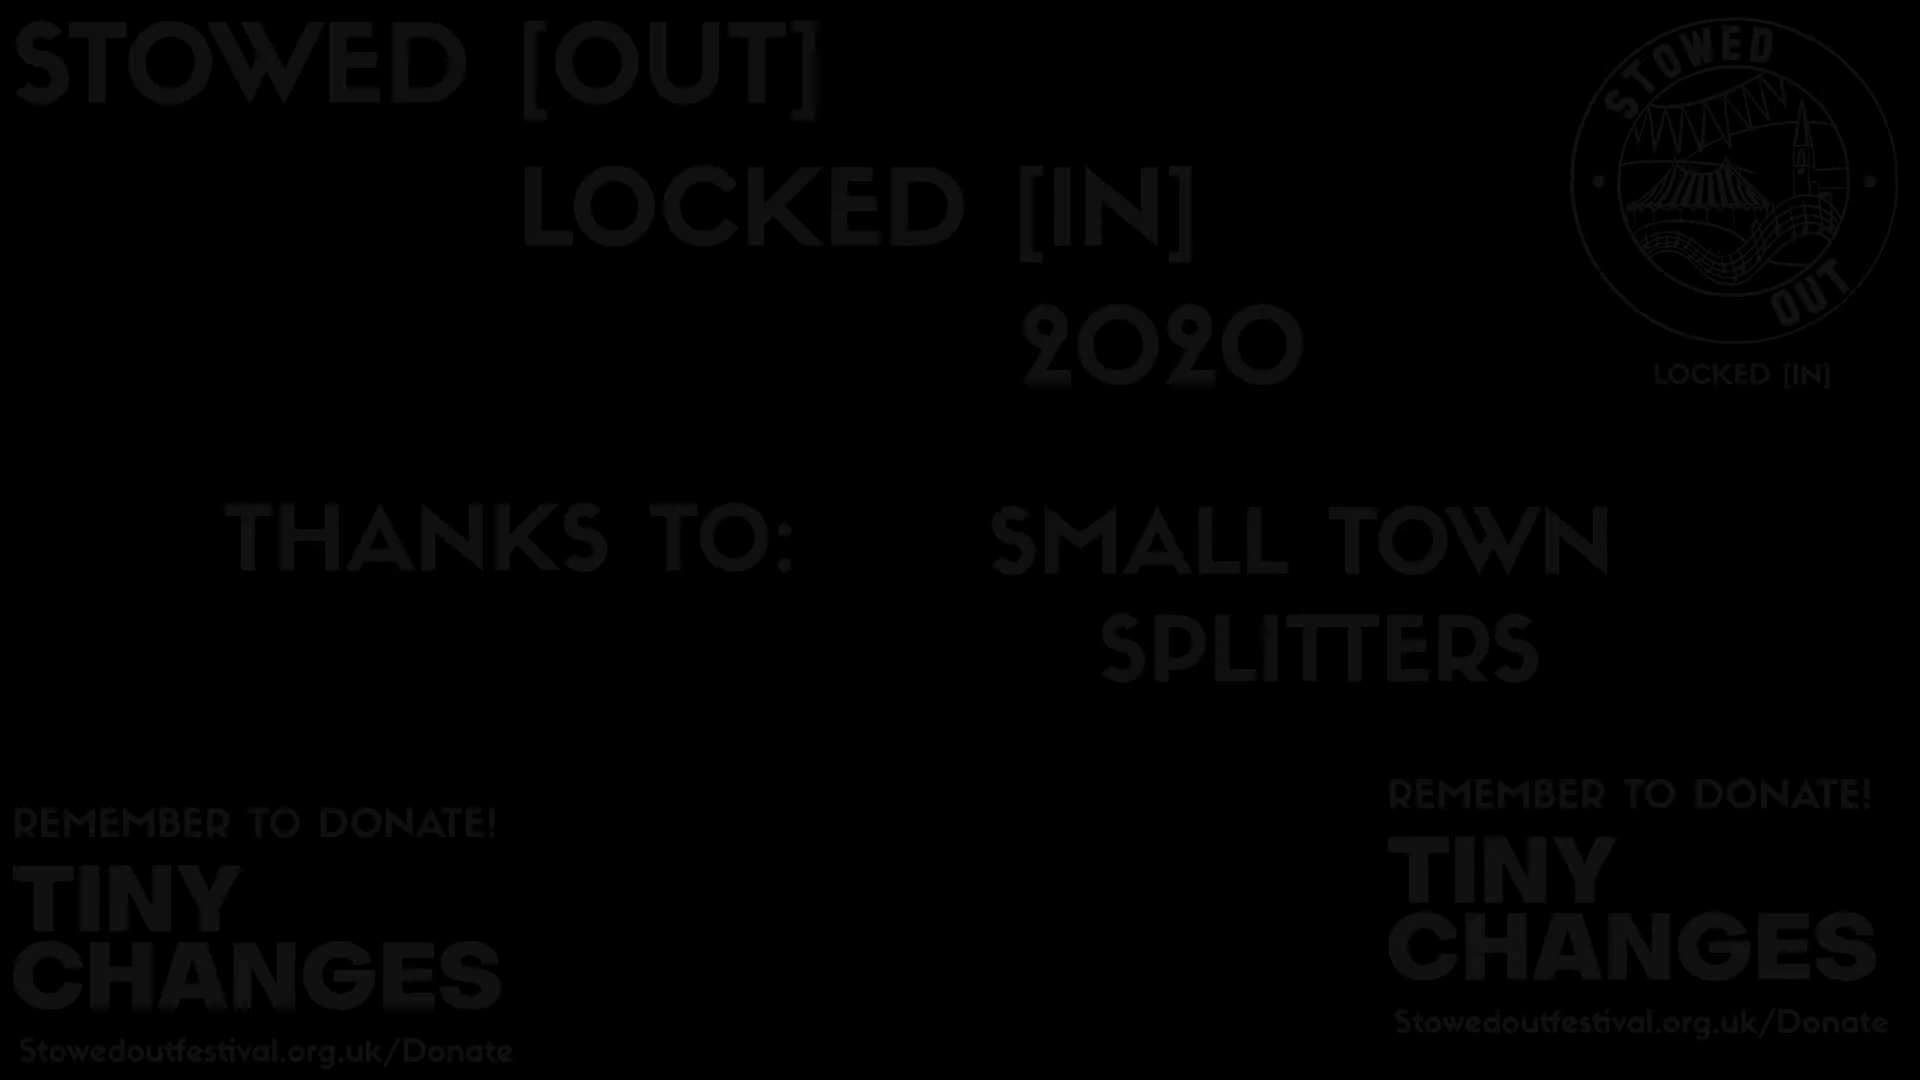 STOWED [OUT]
LOCKED [IN]
2020
STOWED
OUT
LOCKED [IN]
THANKS TO:
SMALL TOWN
SPLITTERS
REMEMBER TO DONATE!
TINY
CHANGES
Stowedoutfestival.org.uk/Donate
REMEMBER TO DONATE!
TINY
CHANGES
Stowedoutfestival.org.uk/Donate